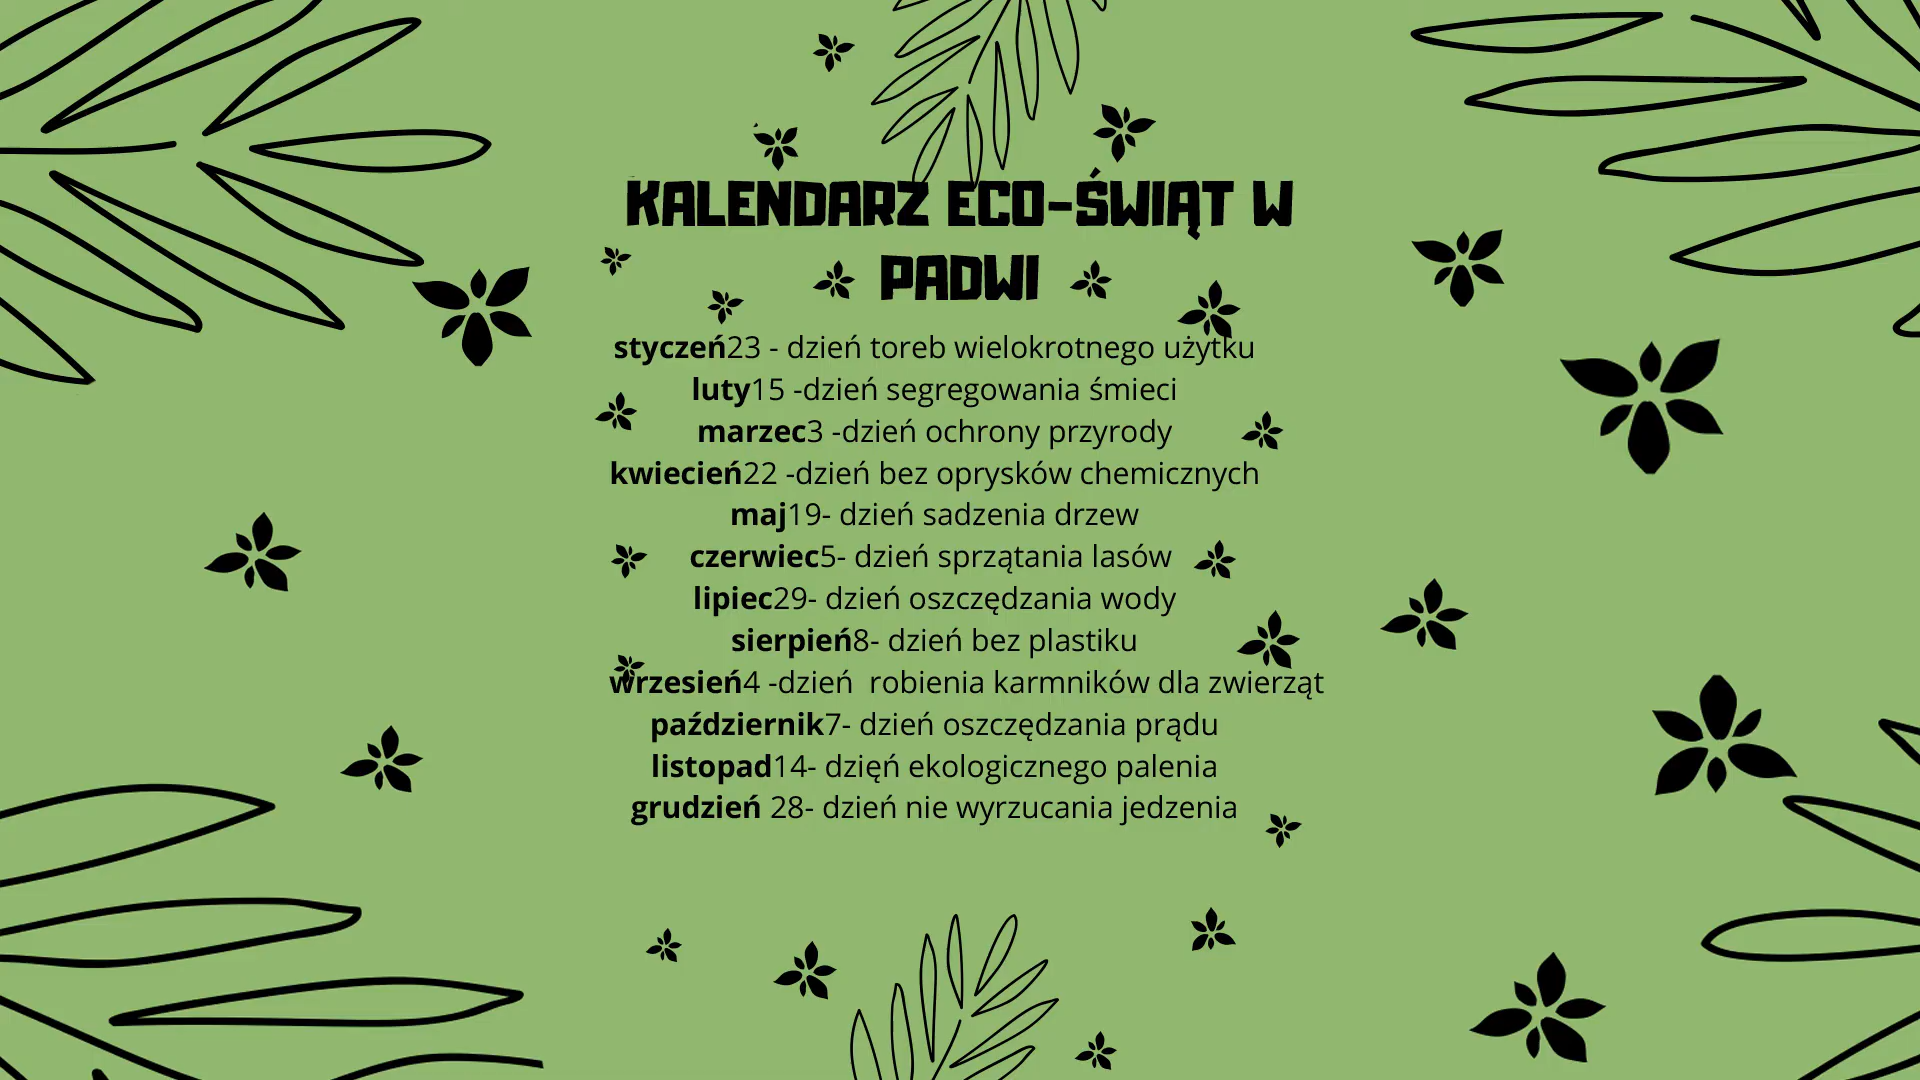 KALENDARZ ECO-ŚWIĄT W
PADWI
styczeń23 - dzień toreb wielokrotnego użytku
luty15 -dzień segregowania śmieci
marzec3 -dzień ochrony przyrody
kwiecień22 -dzień bez oprysków chemicznych
maj19- dzień sadzenia drzew
czerwiec5- dzień sprzątania lasów
lipiec29- dzień oszczędzania wody
sierpień8- dzień bez plastiku
wrzesień4 -dzień  robienia karmników dla zwierząt
październik7- dzień oszczędzania prądu
listopad14- dzięń ekologicznego palenia
grudzień 28- dzień nie wyrzucania jedzenia